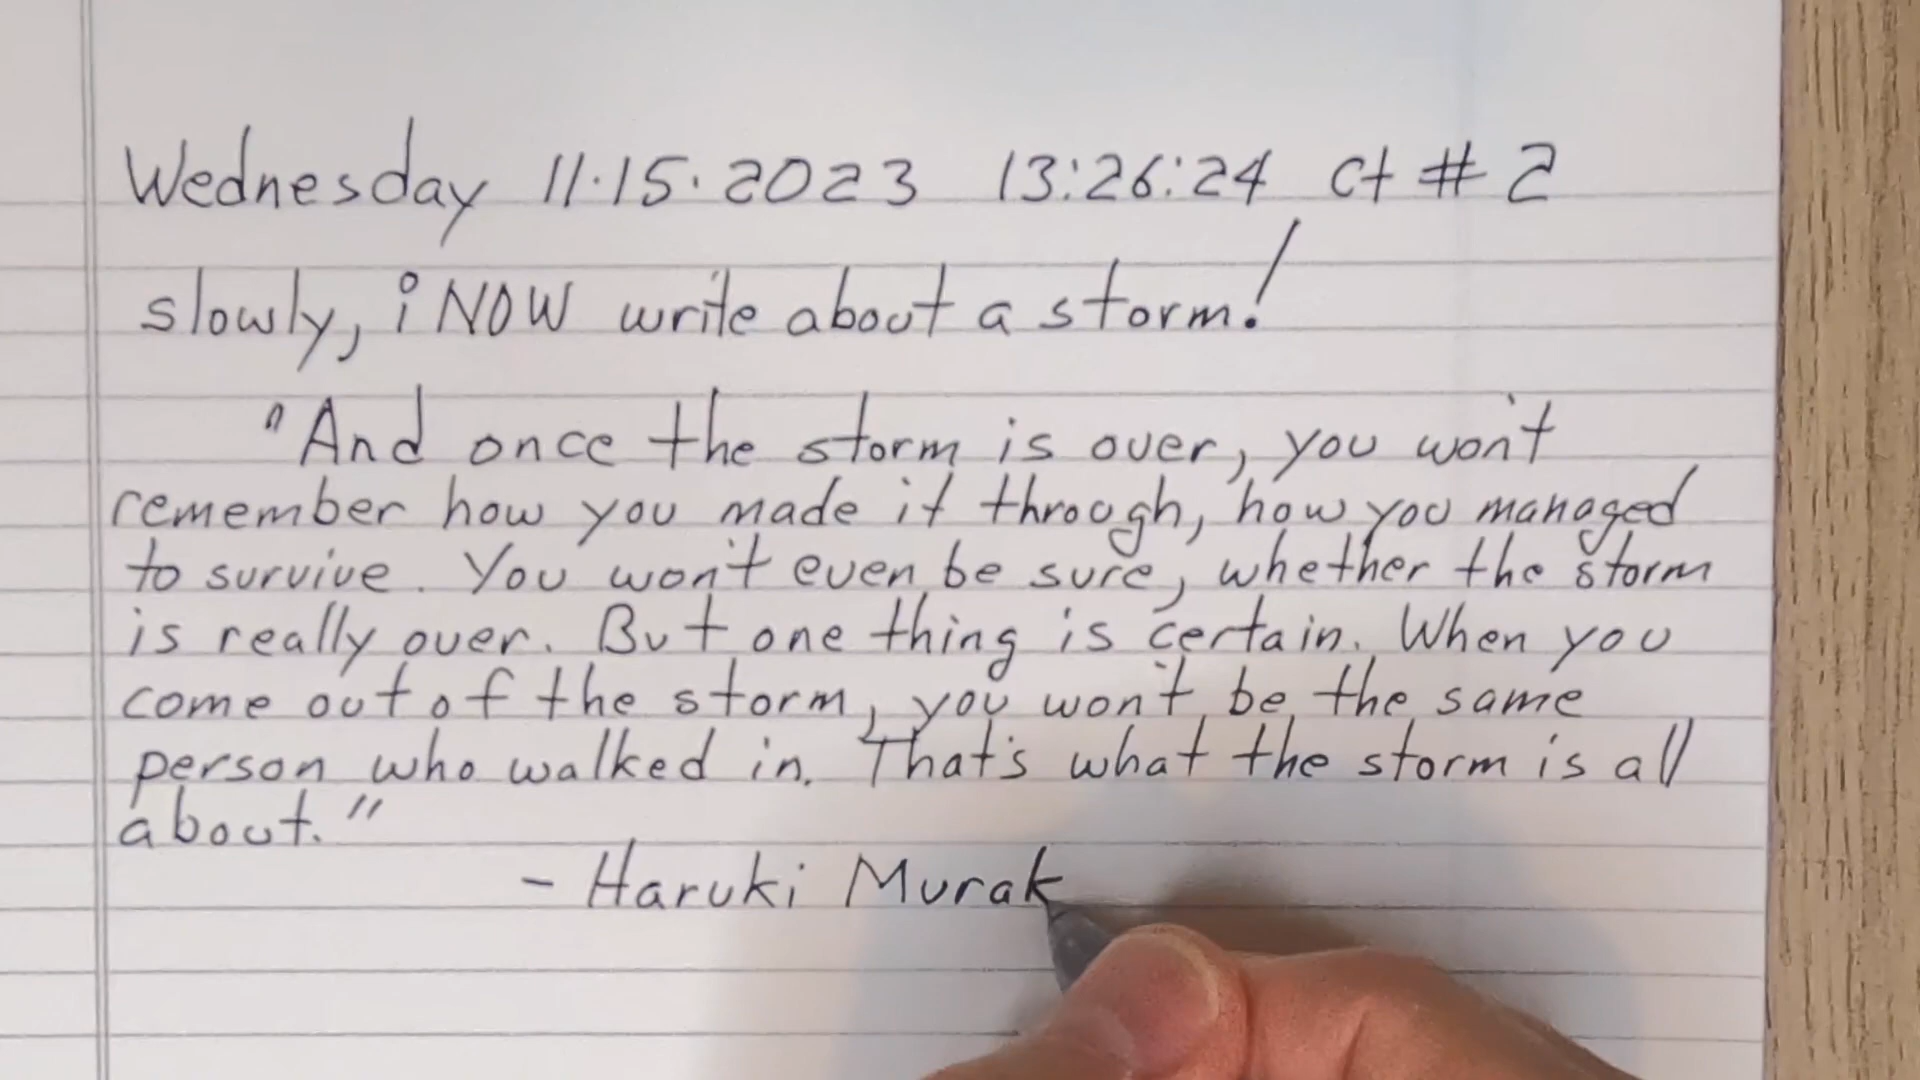 Wednesday 11.15.2023 13:26:24 ct # 2
slowly, i NOW write about a storm!
"And once the storm is over, you won't
remember how you made it through, how you managed
to survive. You won't even be sure, whether the storm
is really over. But one thing is certain. When you
come out of the storm, you won't be the same
person who walked in. That's what the storm is all
about."
- Haruki Murak